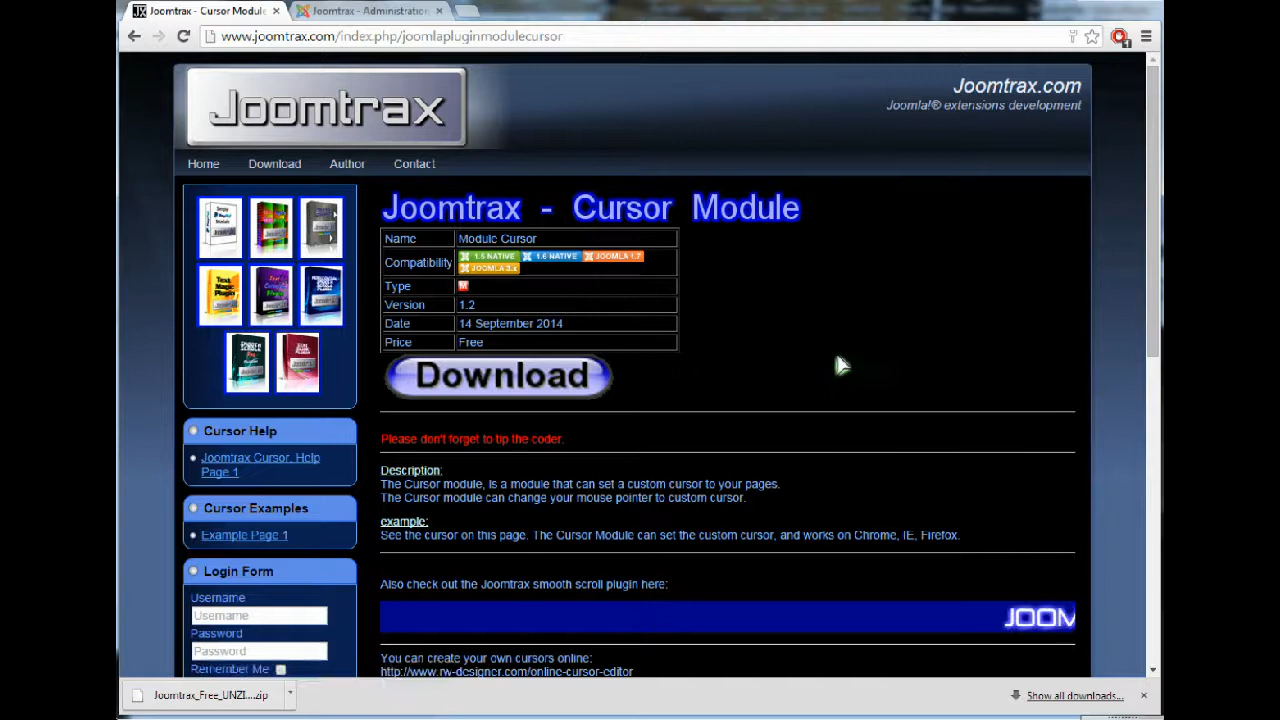 Joomtrax - Cursor Module
Joomtrax - Administration
www.joomtrax.com/index.php/joomlapluginmodulecursor
Joomtrax
Joomtrax.com
Joomla!® extensions development
Home Download Author Contact
Joomtrax - Cursor Module
Name Module Cursor
Compatibility 1.5 NATIVE 1.6 NATIVE JOOMLA 1.7
JOOMLA 3.x
Type M
Version 1.2
Date 14 September 2014
Price Free
Download
Please don't forget to tip the coder.
Description:
The Cursor module, is a module that can set a custom cursor to your pages.
The Cursor module can change your mouse pointer to custom cursor.
example:
See the cursor on this page. The Cursor Module can set the custom cursor, and works on Chrome, IE, Firefox.
Also check out the Joomtrax smooth scroll plugin here:
JOOM
You can create your own cursors online:
http://www.rw-designer.com/online-cursor-editor
Cursor Help
Joomtrax Cursor, Help
Page 1
Cursor Examples
Example Page 1
Login Form
Username
Username
Password
Password
Remember Me
Joomtrax_Free_UNZI....zip
Show all downloads...